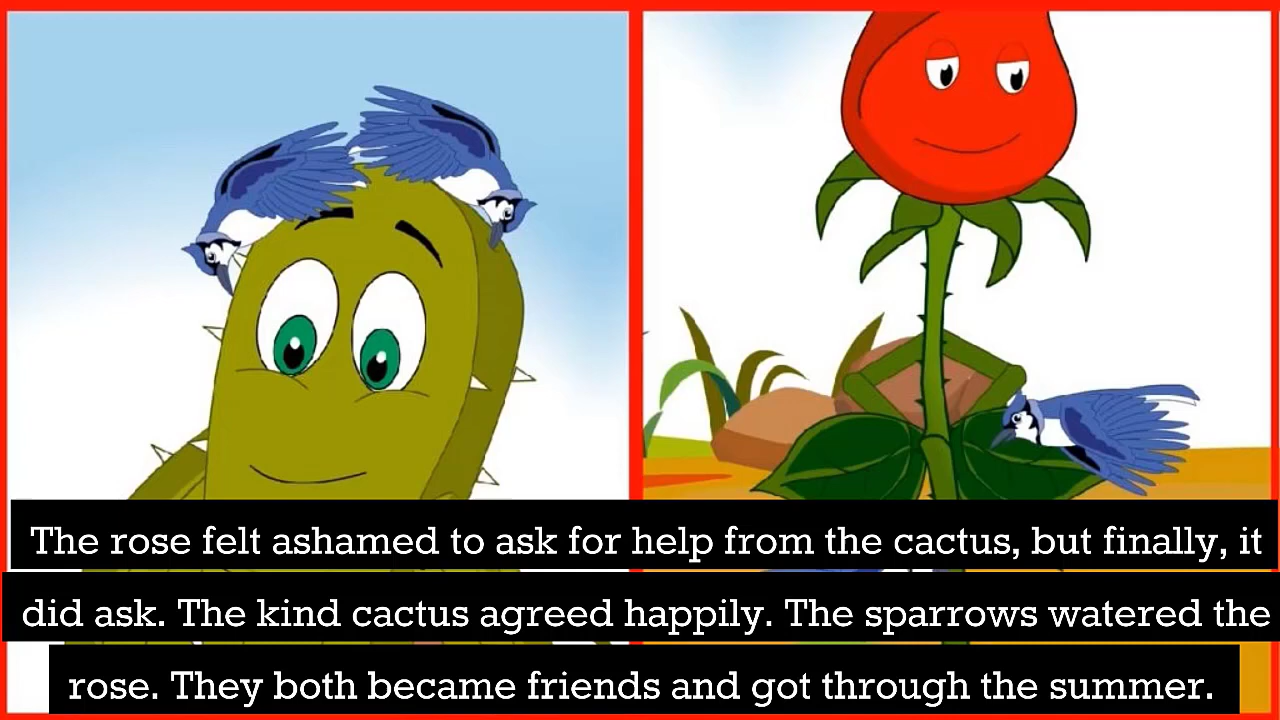 The rose felt ashamed to ask for help from the cactus, but finally, it
did ask. The kind cactus agreed happily. The sparrows watered the
rose. They both became friends and got through the summer.